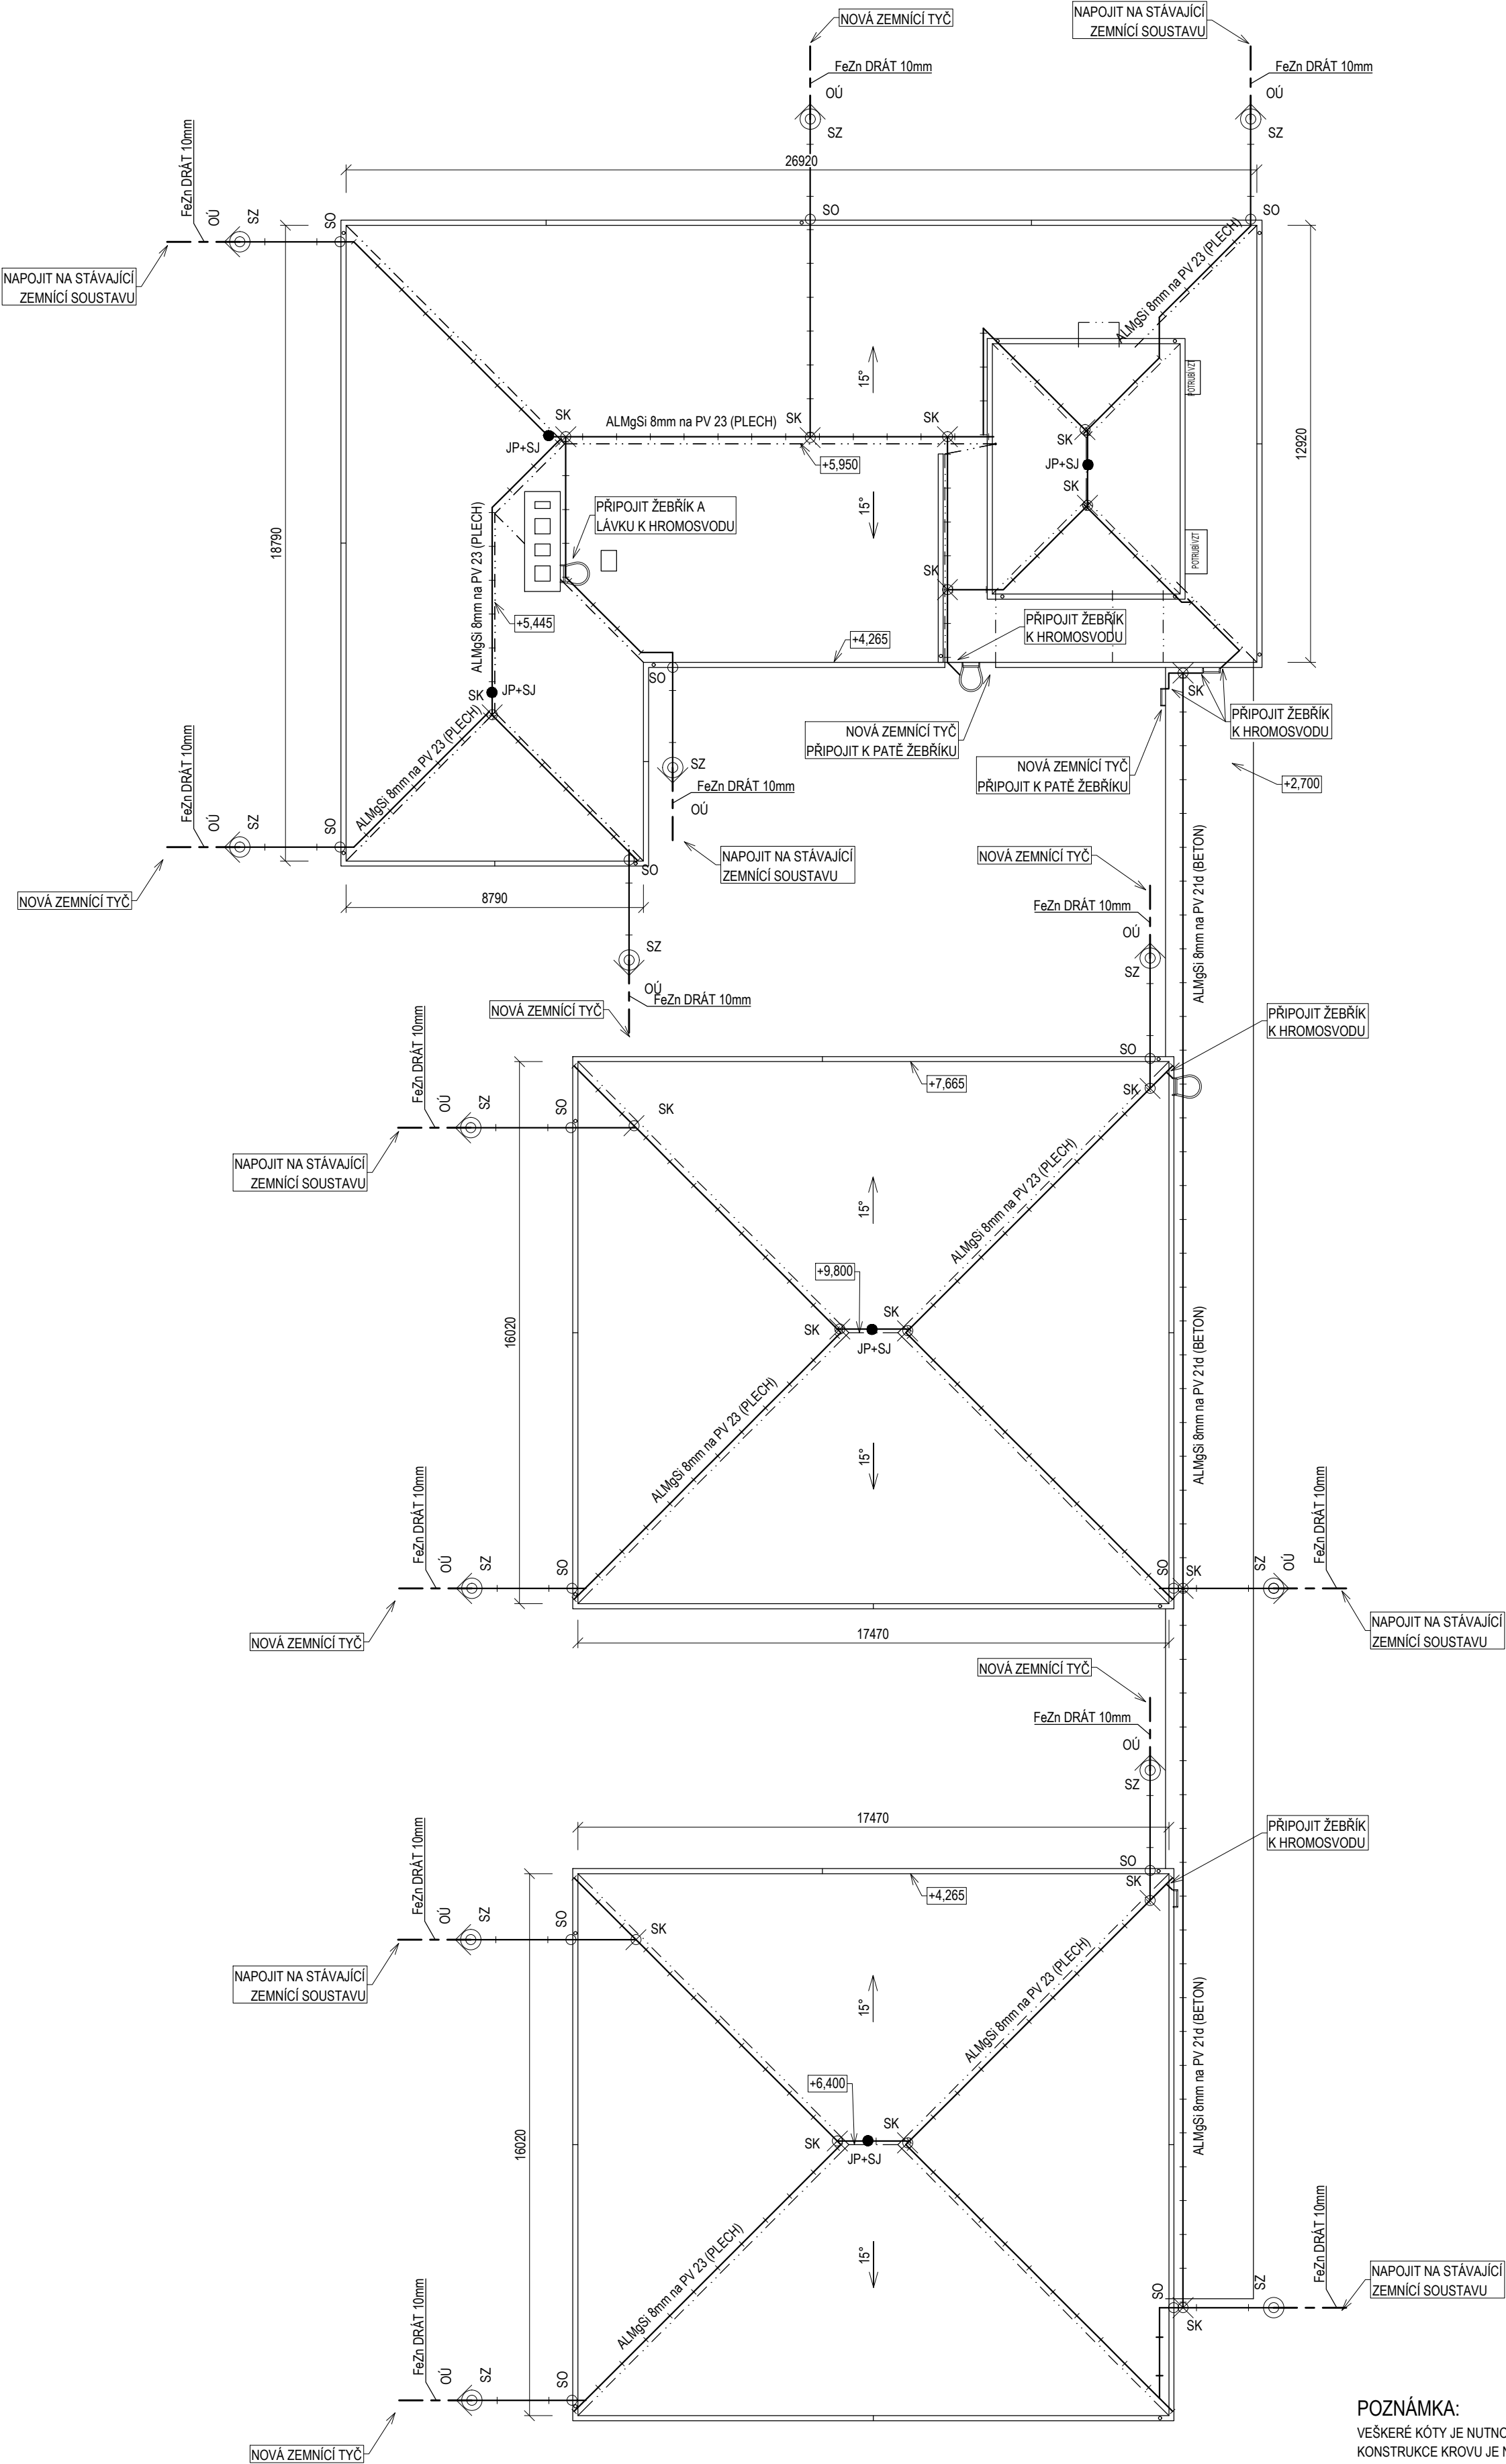 NOVÁ ZEMNÍCÍ TYČ
NAPOJIT NA STÁVAJÍCÍ
ZEMNÍCÍ SOUSTAVU
FeZn DRÁT 10mm
FeZn DRÁT 10mm
OÚ
OÚ
SZ
SZ
26920
FeZn DRÁT 10mm
OÚ
SZ
SO
SO
SO
NAPOJIT NA STÁVAJÍCÍ
ZEMNÍCÍ SOUSTAVU
ALMgSi 8mm na PV 23 (PLECH)
15°
POTRUBÍ VZT
SK
ALMgSi 8mm na PV 23 (PLECH)
SK
SK
SK
12920
JP+SJ
+5,950
JP+SJ
SK
PŘIPOJIT ŽEBŘÍK A
LÁVKU K HROMOSVODU
15°
18790
ALMgSi 8mm na PV 23 (PLECH)
POTRUBÍ VZT
SK
+5,445
PŘIPOJIT ŽEBŘÍK
K HROMOSVODU
+4,265
SO
SK
JP+SJ
SK
PŘIPOJIT ŽEBŘÍK
K HROMOSVODU
NOVÁ ZEMNÍCÍ TYČ
PŘIPOJIT K PATĚ ŽEBŘÍKU
NOVÁ ZEMNÍCÍ TYČ
PŘIPOJIT K PATĚ ŽEBŘÍKU
+2,700
ALMgSi 8mm na PV 23 (PLECH)
SZ
FeZn DRÁT 10mm
OÚ
FeZn DRÁT 10mm
OÚ
SZ
SO
NAPOJIT NA STÁVAJÍCÍ
ZEMNÍCÍ SOUSTAVU
SO
NOVÁ ZEMNÍCÍ TYČ
8790
NOVÁ ZEMNÍCÍ TYČ
FeZn DRÁT 10mm
OÚ
SZ
ALMgSi 8mm na PV 21d (BETON)
SZ
OÚ
FeZn DRÁT 10mm
NOVÁ ZEMNÍCÍ TYČ
PŘIPOJIT ŽEBŘÍK
K HROMOSVODU
FeZn DRÁT 10mm
OÚ
SZ
SO
SO
SK
+7,665
SK
NAPOJIT NA STÁVAJÍCÍ
ZEMNÍCÍ SOUSTAVU
15°
ALMgSi 8mm na PV 23 (PLECH)
+9,800
16020
SK
SK
JP+SJ
ALMgSi 8mm na PV 21d (BETON)
ALMgSi 8mm na PV 23 (PLECH)
15°
FeZn DRÁT 10mm
OÚ
SZ
SO
SO
SK
SZ
OÚ
FeZn DRÁT 10mm
NOVÁ ZEMNÍCÍ TYČ
17470
NAPOJIT NA STÁVAJÍCÍ
ZEMNÍCÍ SOUSTAVU
NOVÁ ZEMNÍCÍ TYČ
FeZn DRÁT 10mm
OÚ
SZ
17470
PŘIPOJIT ŽEBŘÍK
K HROMOSVODU
FeZn DRÁT 10mm
OÚ
SZ
SO
SO
SK
+4,265
SK
NAPOJIT NA STÁVAJÍCÍ
ZEMNÍCÍ SOUSTAVU
15°
ALMgSi 8mm na PV 23 (PLECH)
ALMgSi 8mm na PV 21d (BETON)
+6,400
16020
SK
SK
JP+SJ
ALMgSi 8mm na PV 23 (PLECH)
15°
SO
SZ
FeZn DRÁT 10mm
SK
NAPOJIT NA STÁVAJÍCÍ
ZEMNÍCÍ SOUSTAVU
FeZn DRÁT 10mm
OÚ
SZ
SO
NOVÁ ZEMNÍCÍ TYČ
POZNÁMKA:
VEŠKERÉ KÓTY JE
KONSTRUKCE KROVU JE